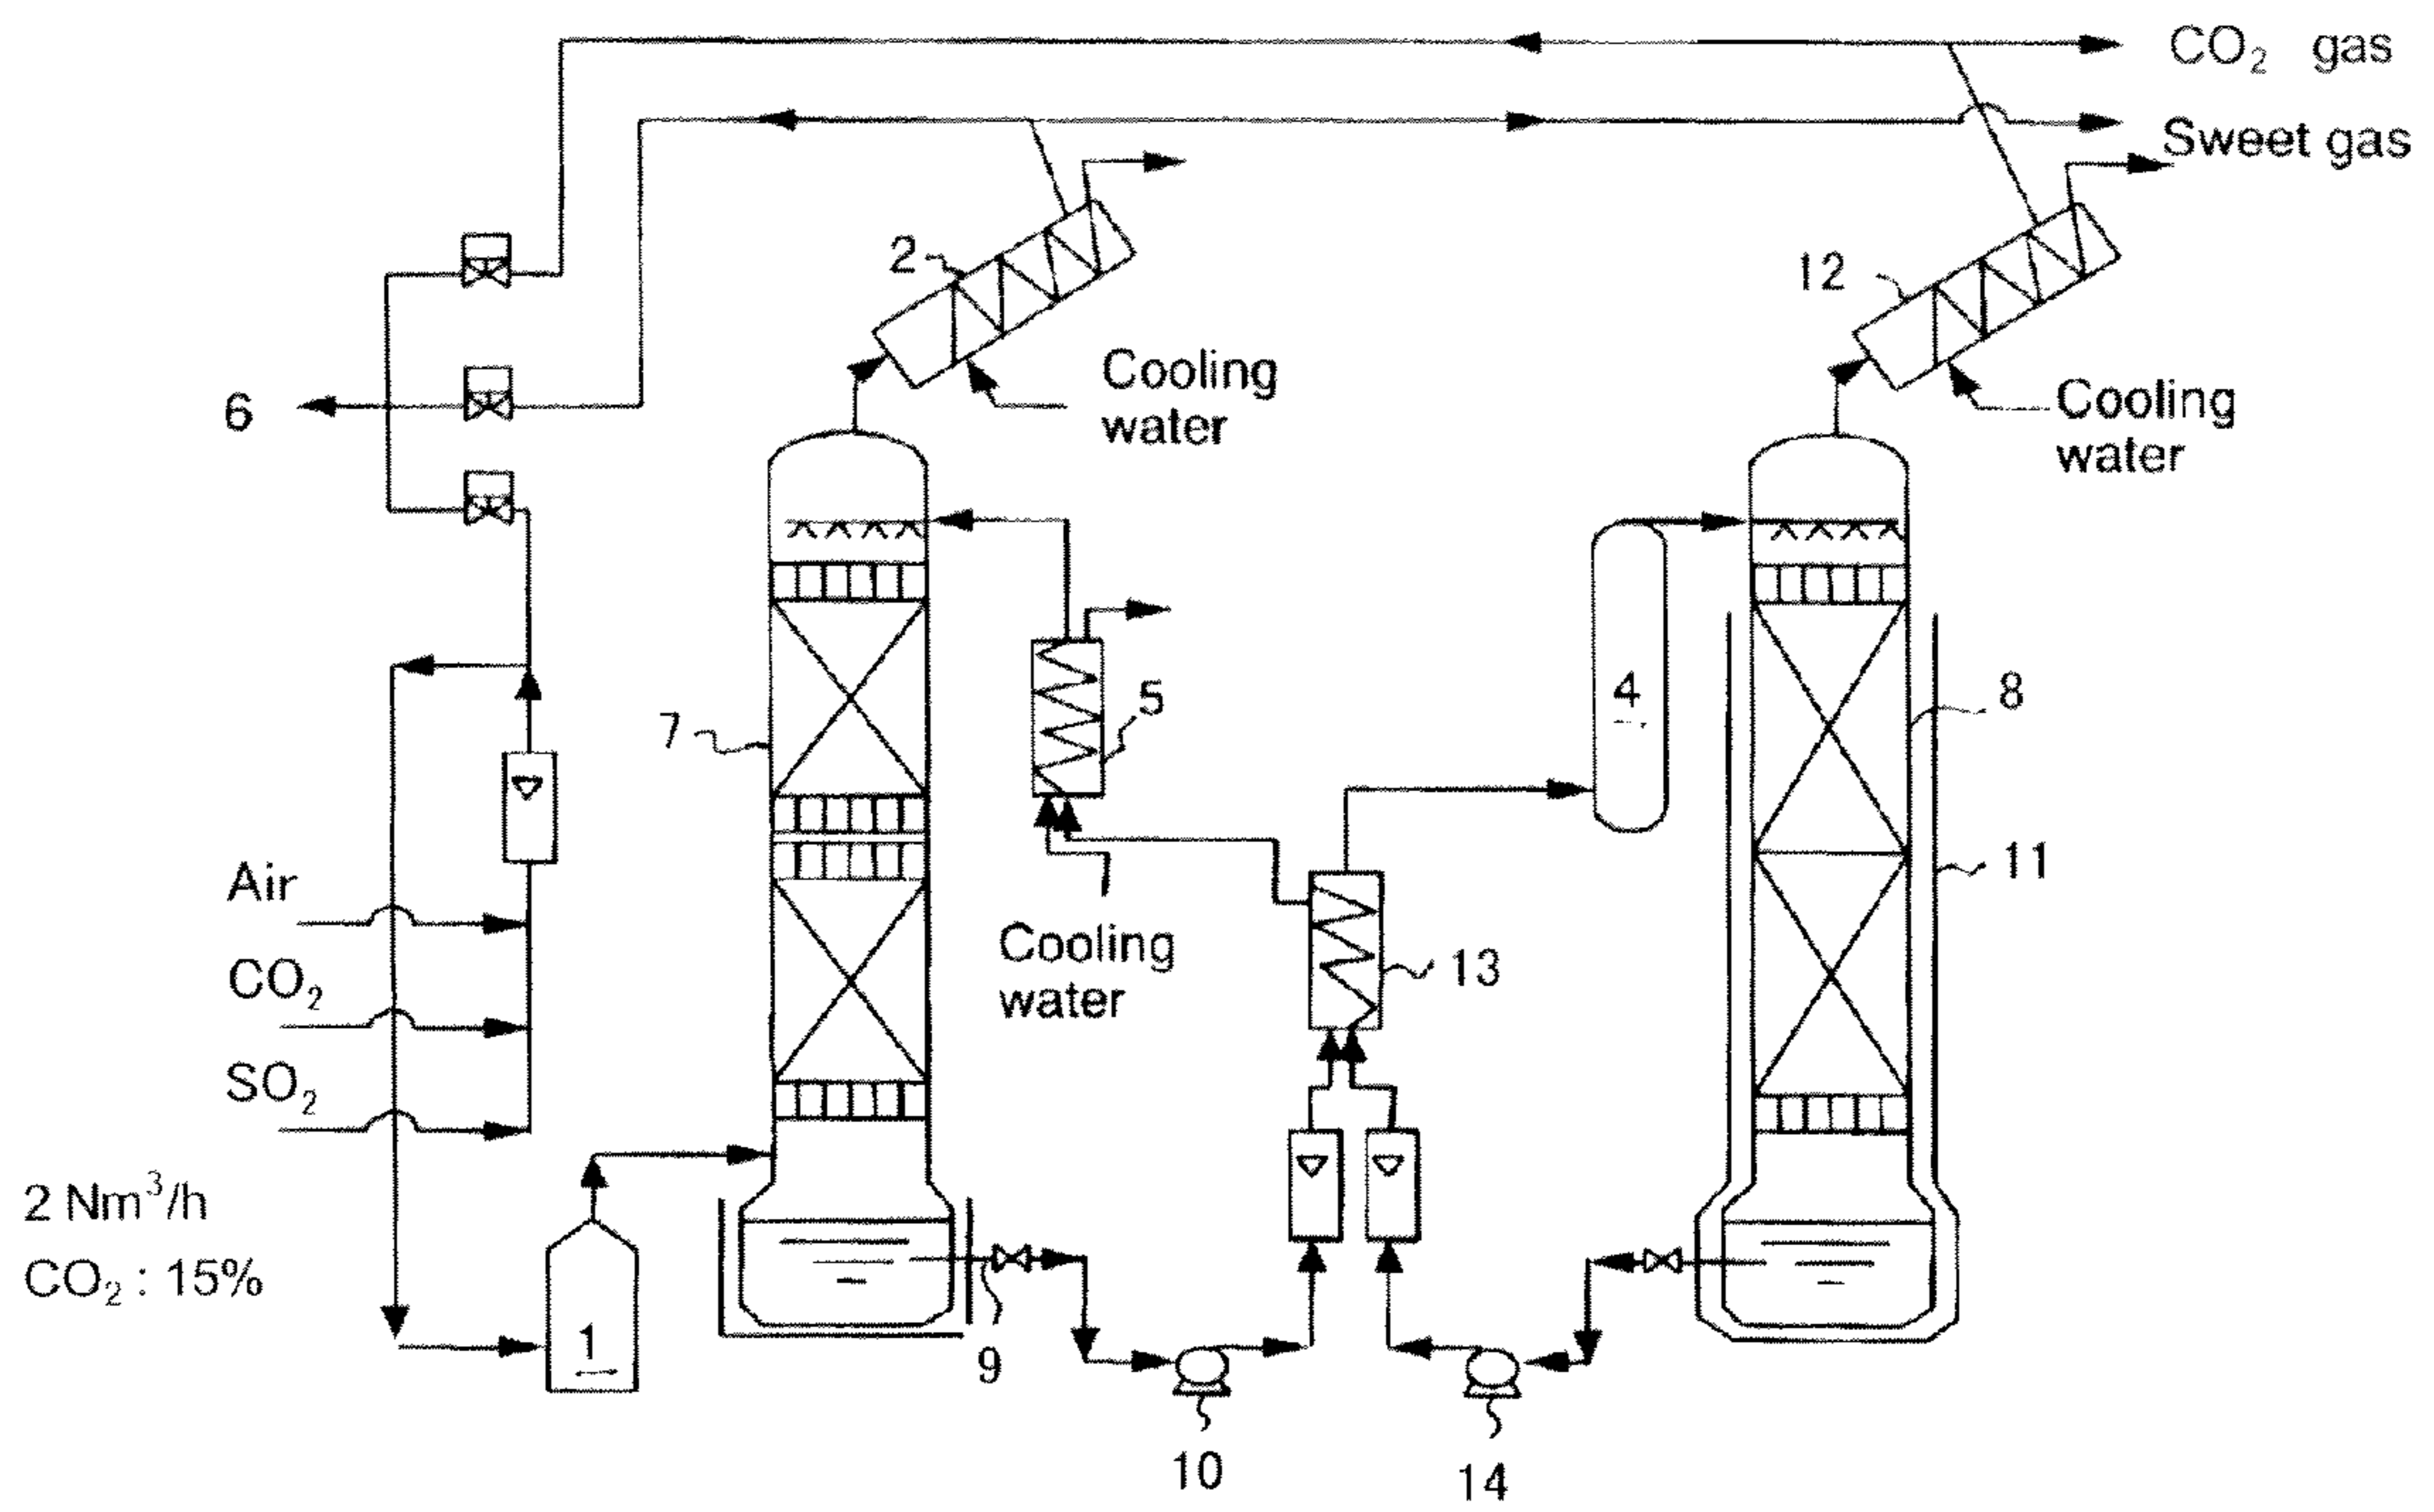 CO₂ gas
Sweet gas
2
12
Cooling
water
Cooling
water
6
7
5
4
8
11
Air
CO₂
SO₂
Cooling
water
13
2 Nm³/h
CO₂ : 15%
1
9
10
14